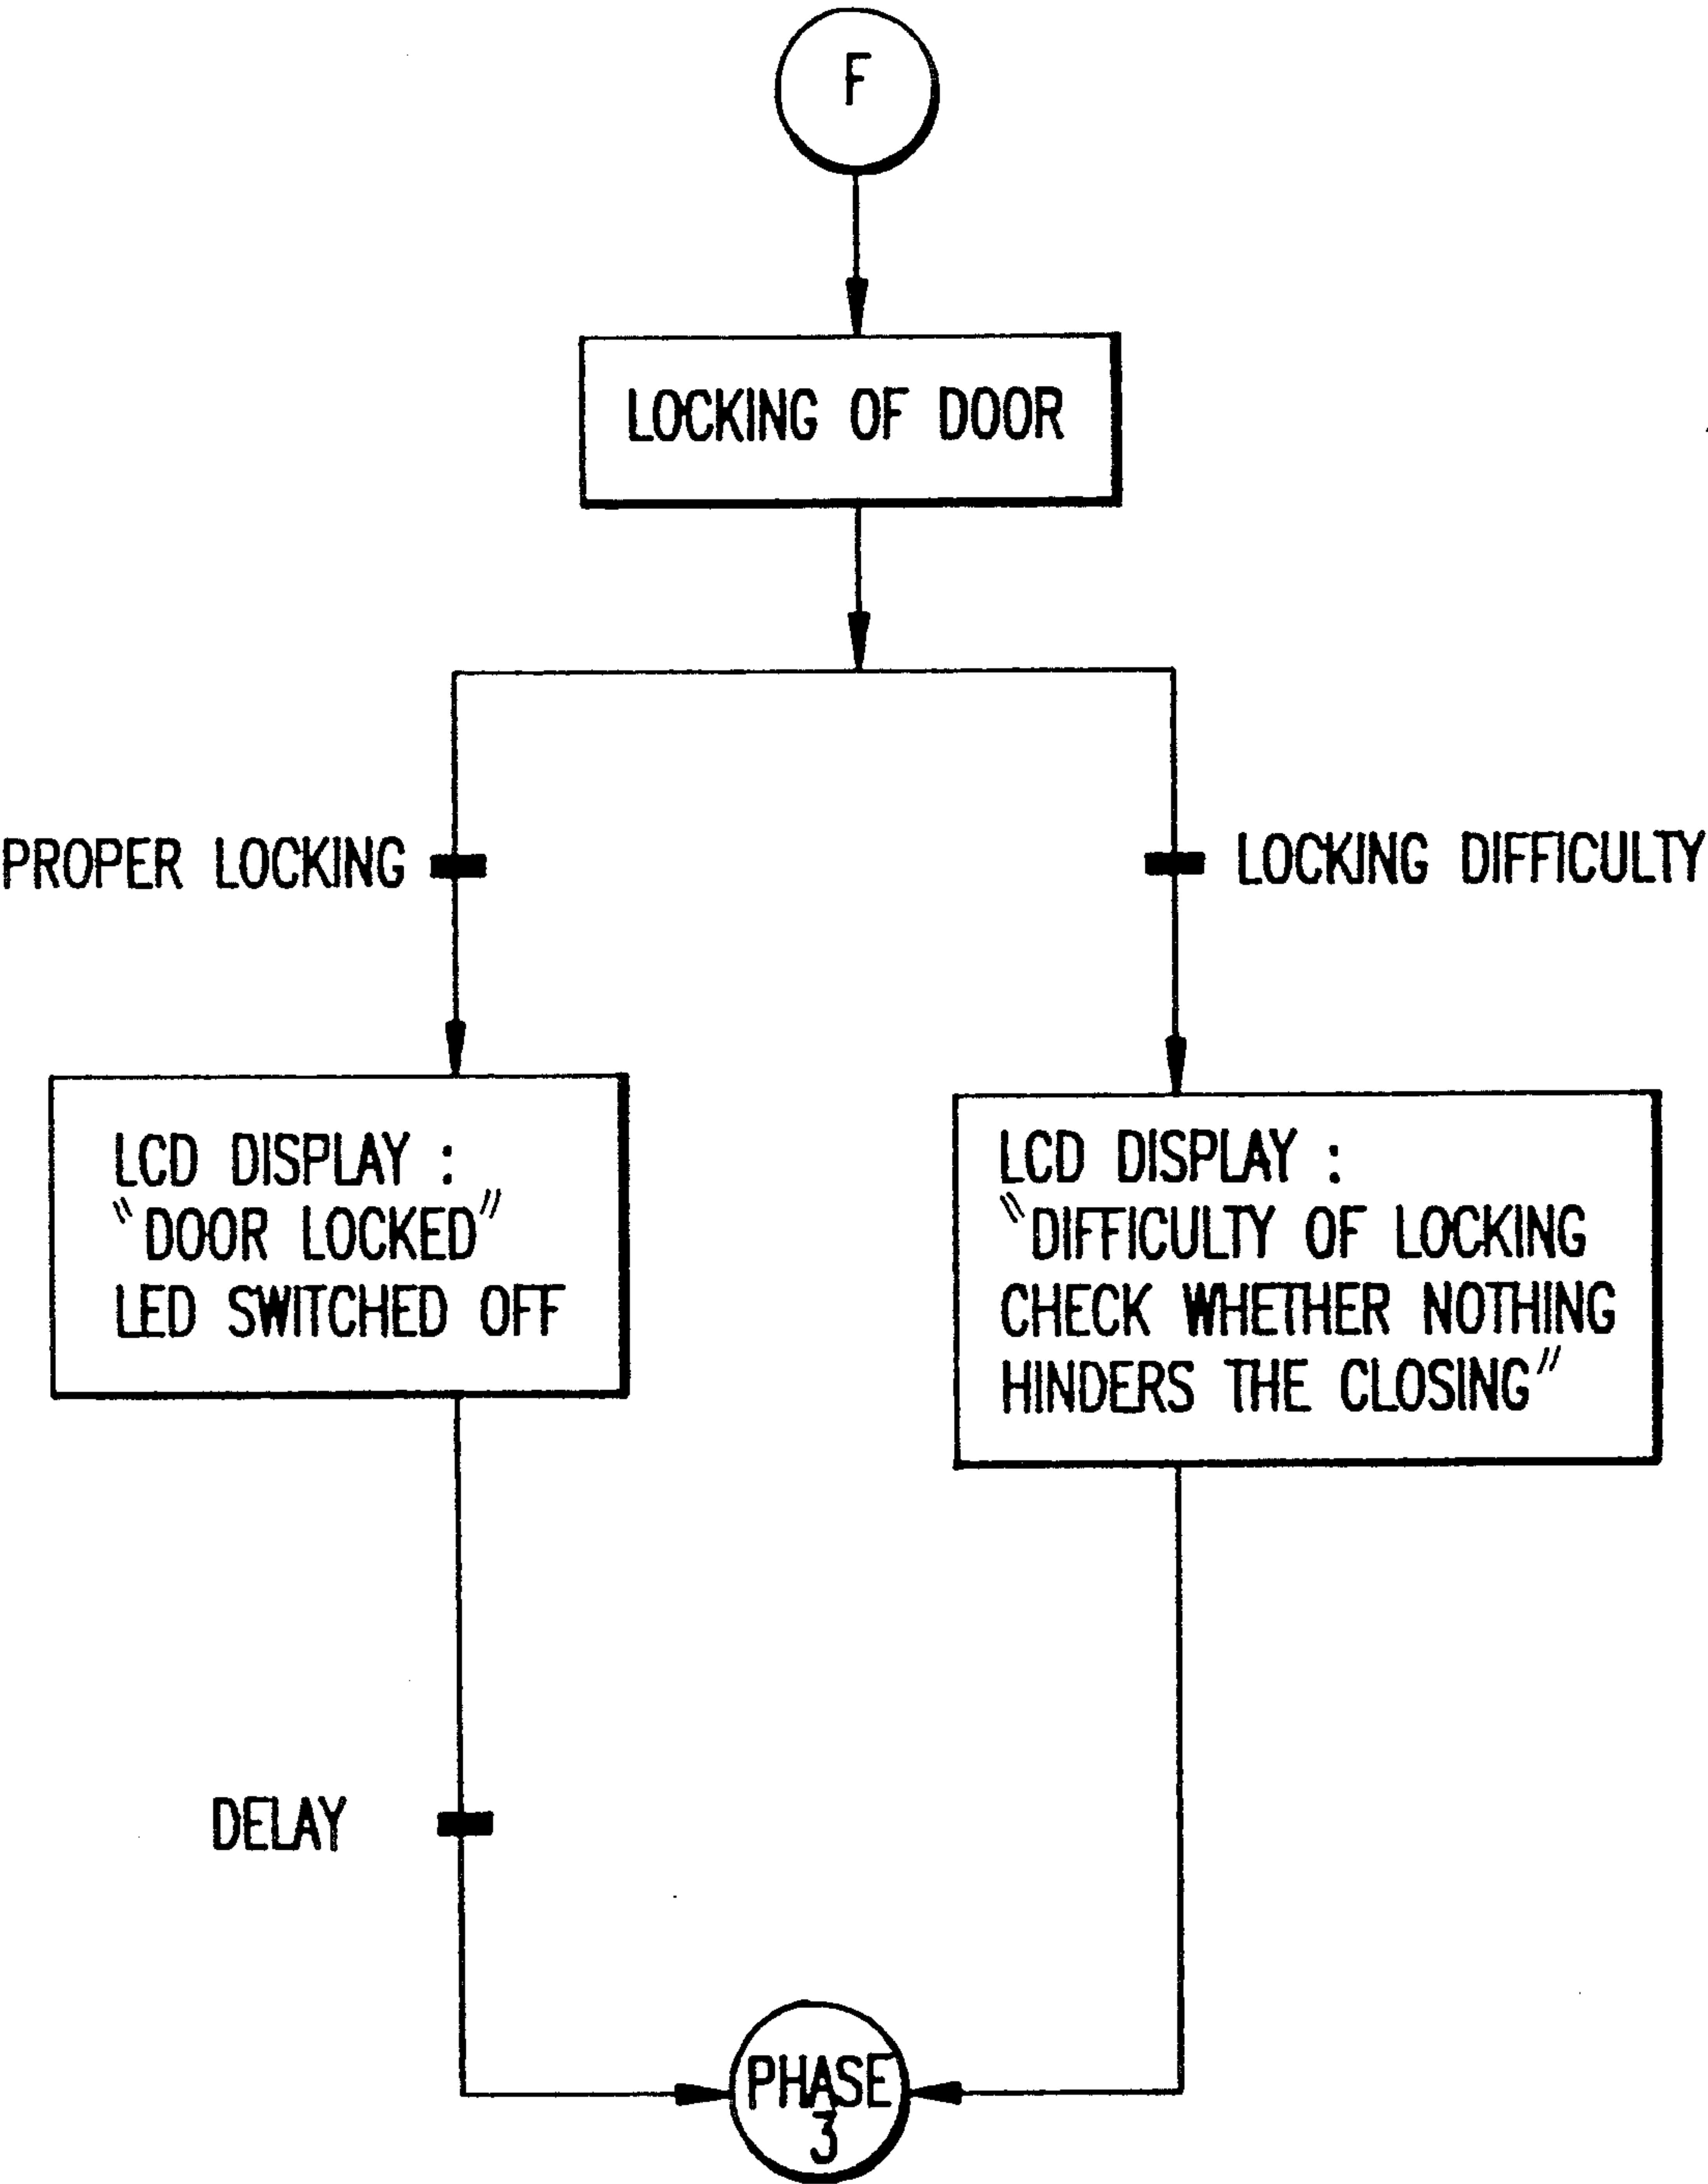 F
LOCKING OF DOOR
PROPER LOCKING
LOCKING DIFFICULTY
LCD DISPLAY :
"DOOR LOCKED"
LED SWITCHED OFF
LCD DISPLAY :
"DIFFICULTY OF LOCKING
CHECK WHETHER NOTHING
HINDERS THE CLOSING"
DELAY
PHASE
3